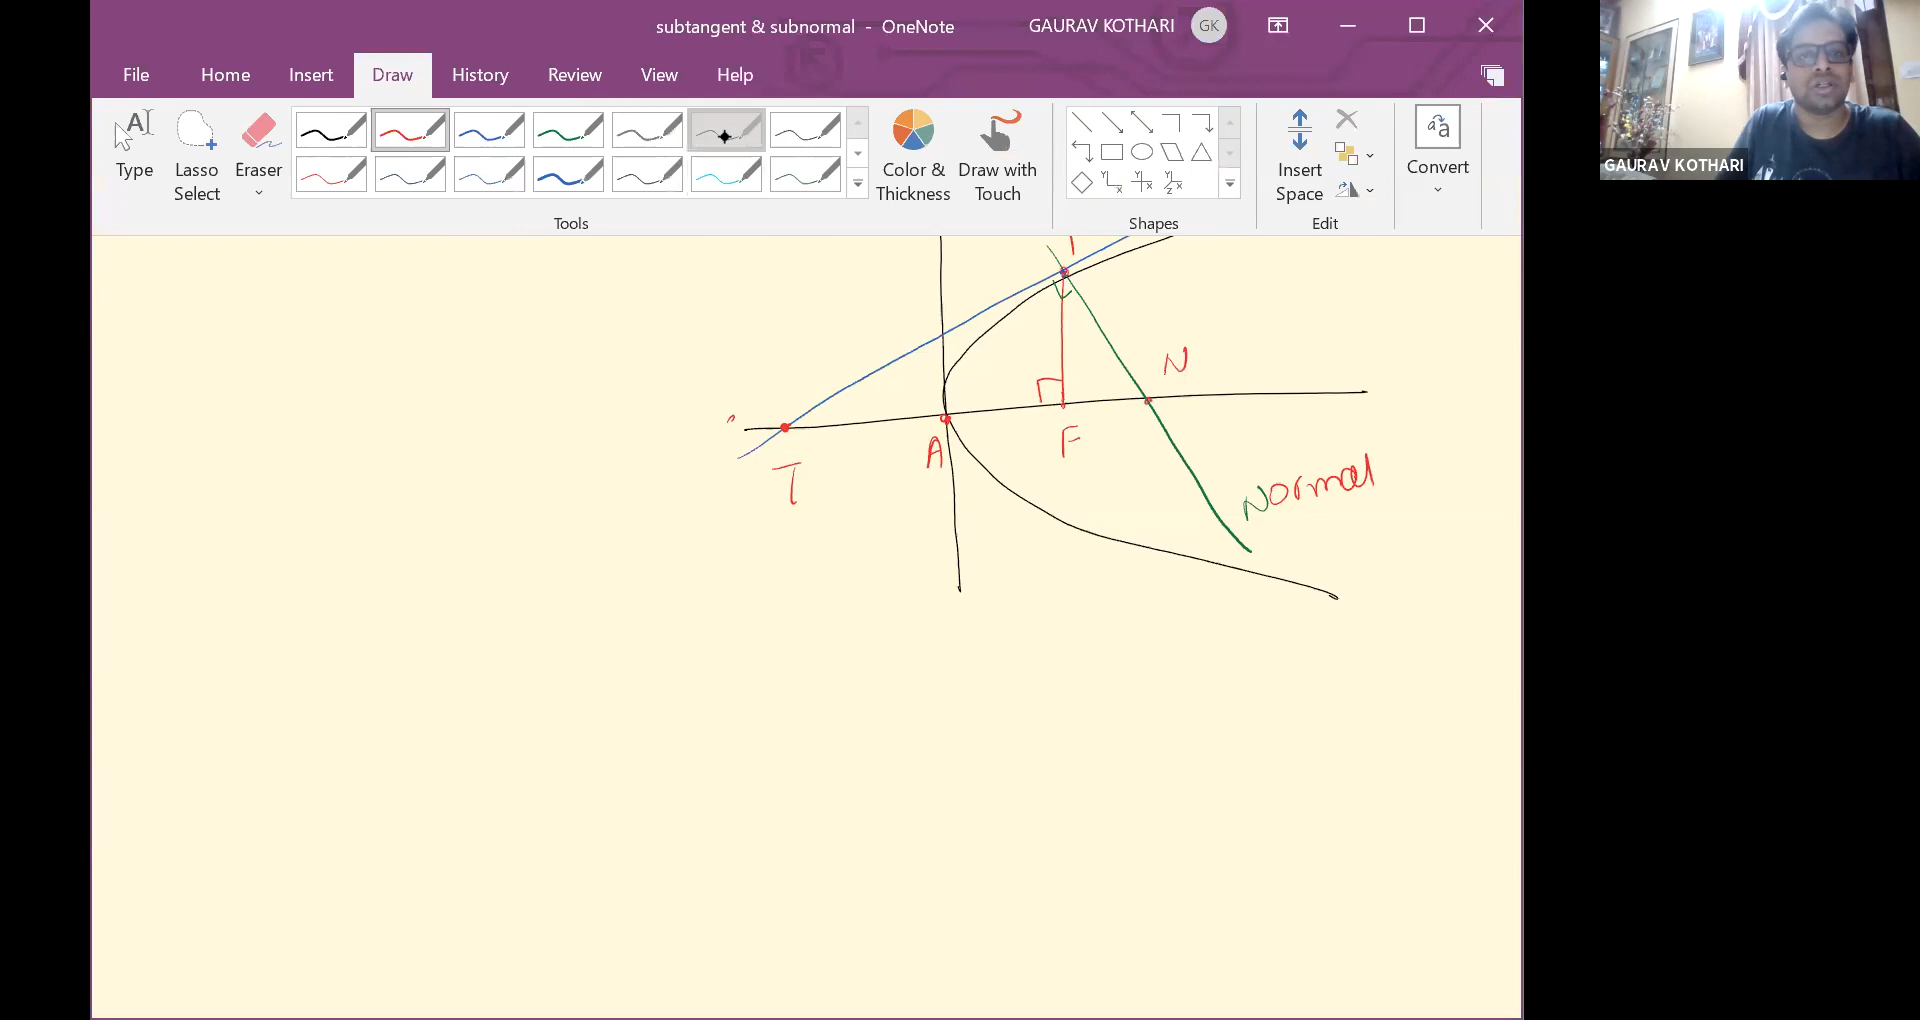 subtangent & subnormal - OneNote
GAURAV KOTHARI
GK
File Home Insert Draw History Review View Help
Type
Lasso Select
Eraser
Color & Thickness
Draw with Touch
Insert Space
Convert
Tools
Shapes
Edit
GAURAV KOTHARI
N
A
F
T
Normal